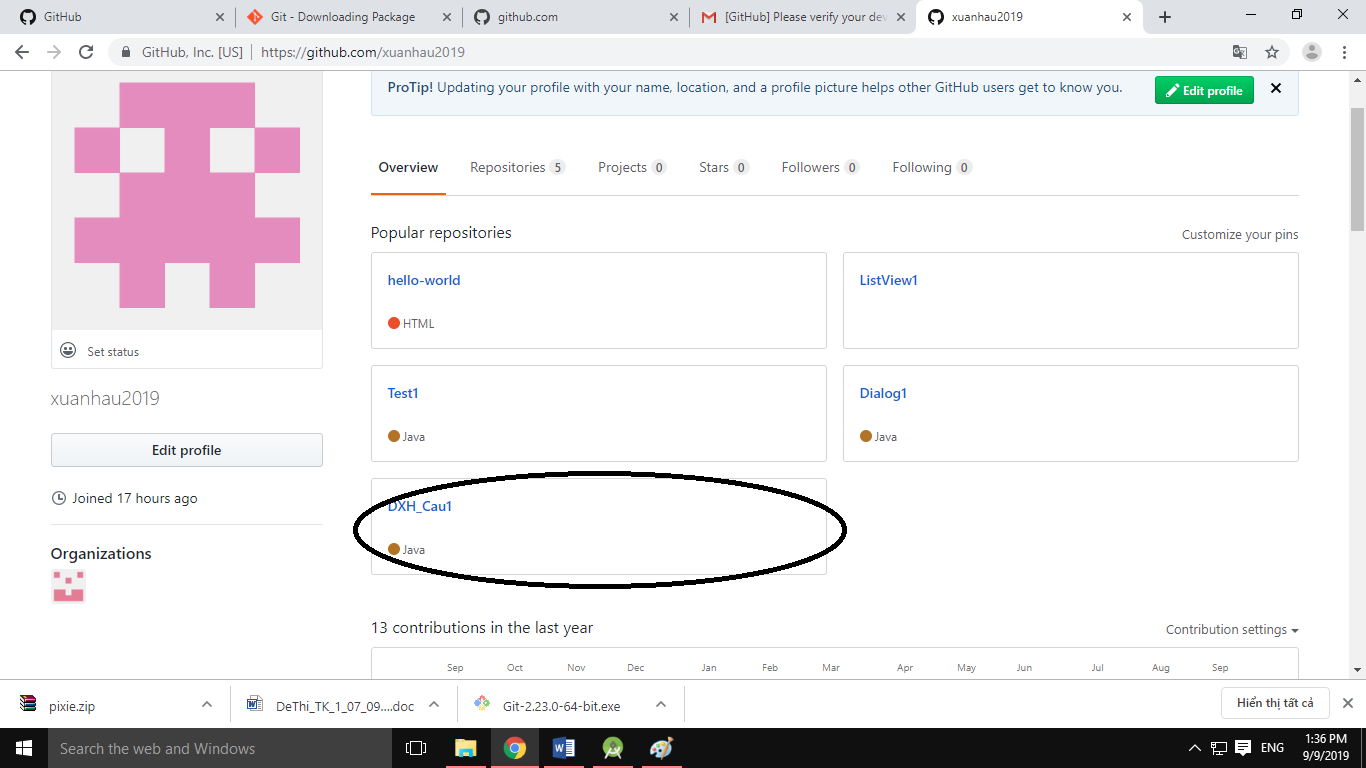 GitHub
Git - Downloading Package
github.com
[GitHub] Please verify your dev
xuanhau2019
GitHub, Inc. [US]
https://github.com/xuanhau2019
ProTip! Updating your profile with your name, location, and a profile picture helps other GitHub users get to know you.
Edit profile
Overview
Repositories 5
Projects 0
Stars 0
Followers 0
Following 0
Popular repositories
Customize your pins
hello-world
HTML
ListView1
Test1
Java
Dialog1
Java
DXH_Cau1
Java
Set status
xuanhau2019
Edit profile
Joined 17 hours ago
Organizations
13 contributions in the last year
Contribution settings
Sep Oct Nov Dec Jan Feb Mar Apr May Jun Jul Aug Sep
pixie.zip
DeThi_TK_1_07_09....doc
Git-2.23.0-64-bit.exe
Hiển thị tất cả
Search the web and Windows
ENG
1:36 PM
9/9/2019